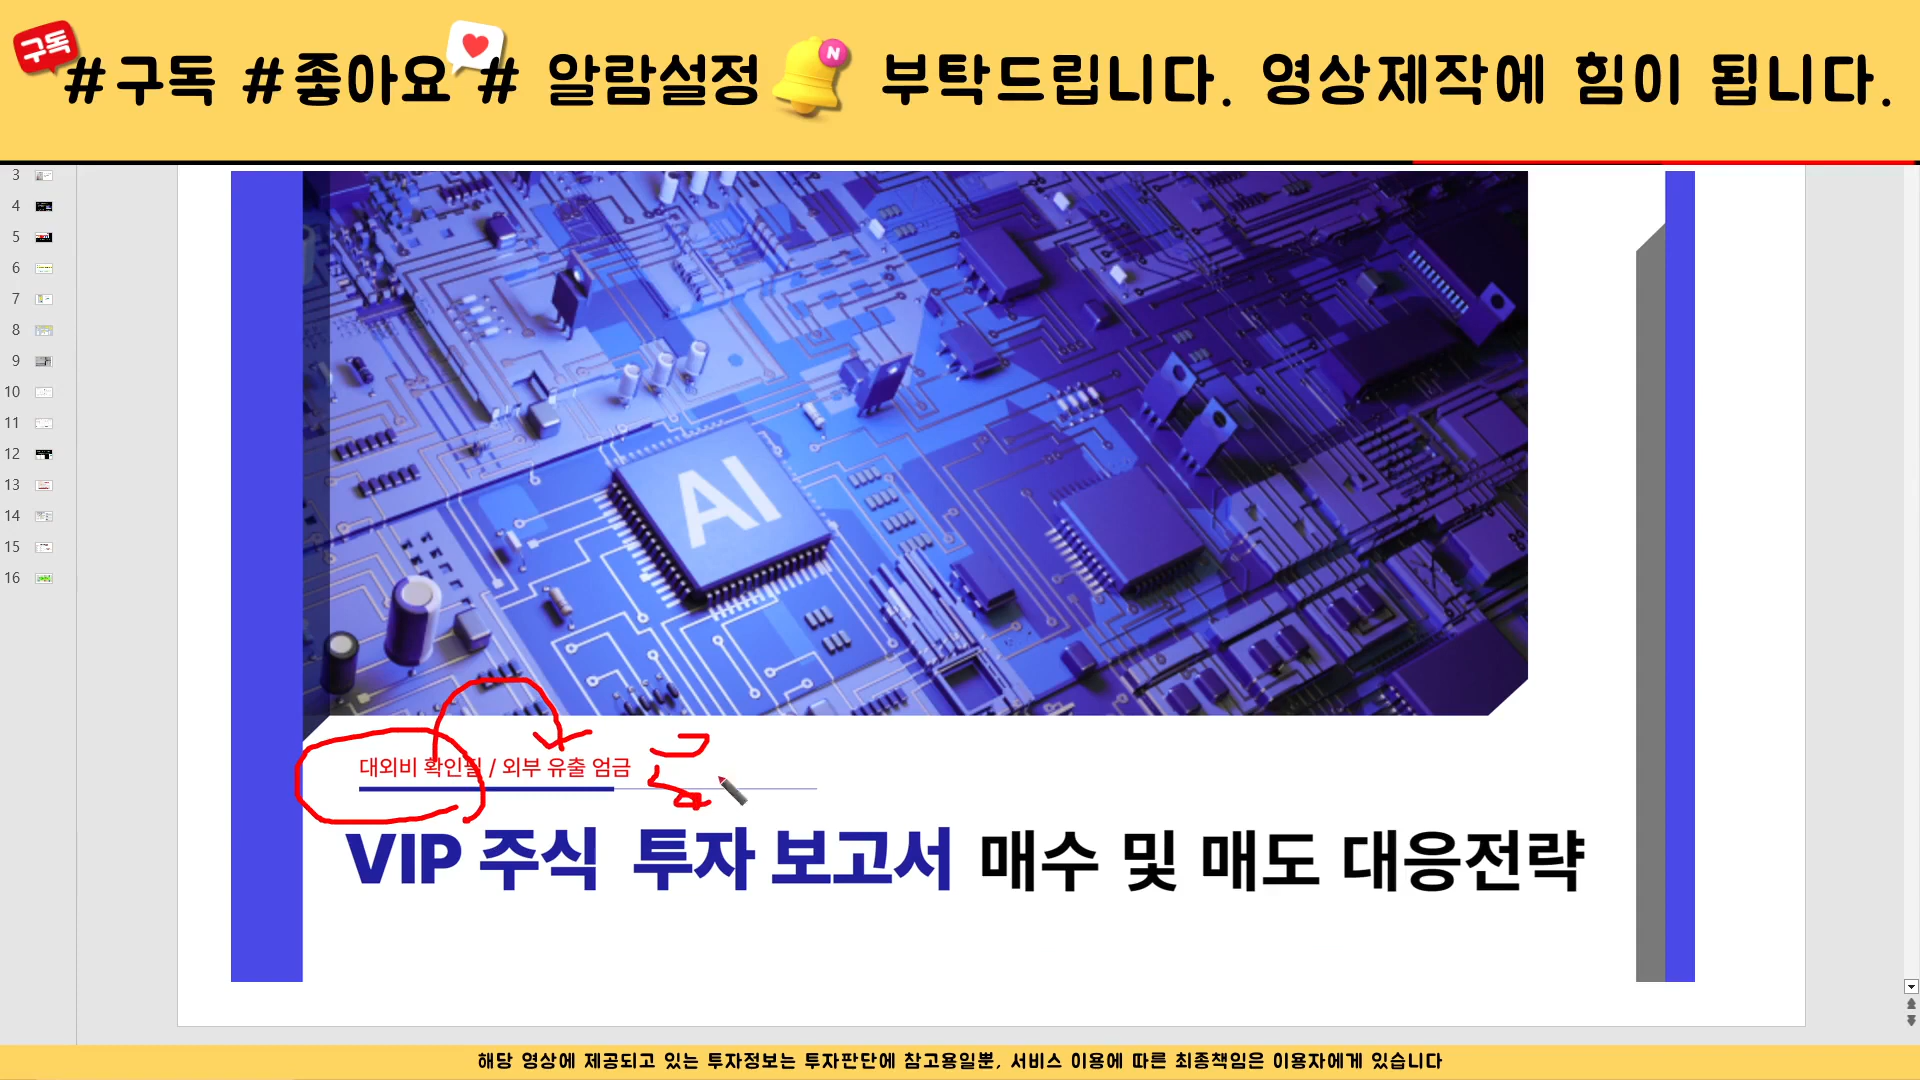 구독
#구독 #좋아요 # 알람설정 N 부탁드립니다. 영상제작에 힘이 됩니다.
3
4
5
6
7
8
9
10
11
12
13
14
15
16
AI
대외비 확인필 / 외부 유출 엄금
VIP 주식 투자 보고서 매수 및 매도 대응전략
해당 영상에 제공되고 있는 투자정보는 투자판단에 참고용일뿐, 서비스 이용에 따른 최종책임은 이용자에게 있습니다